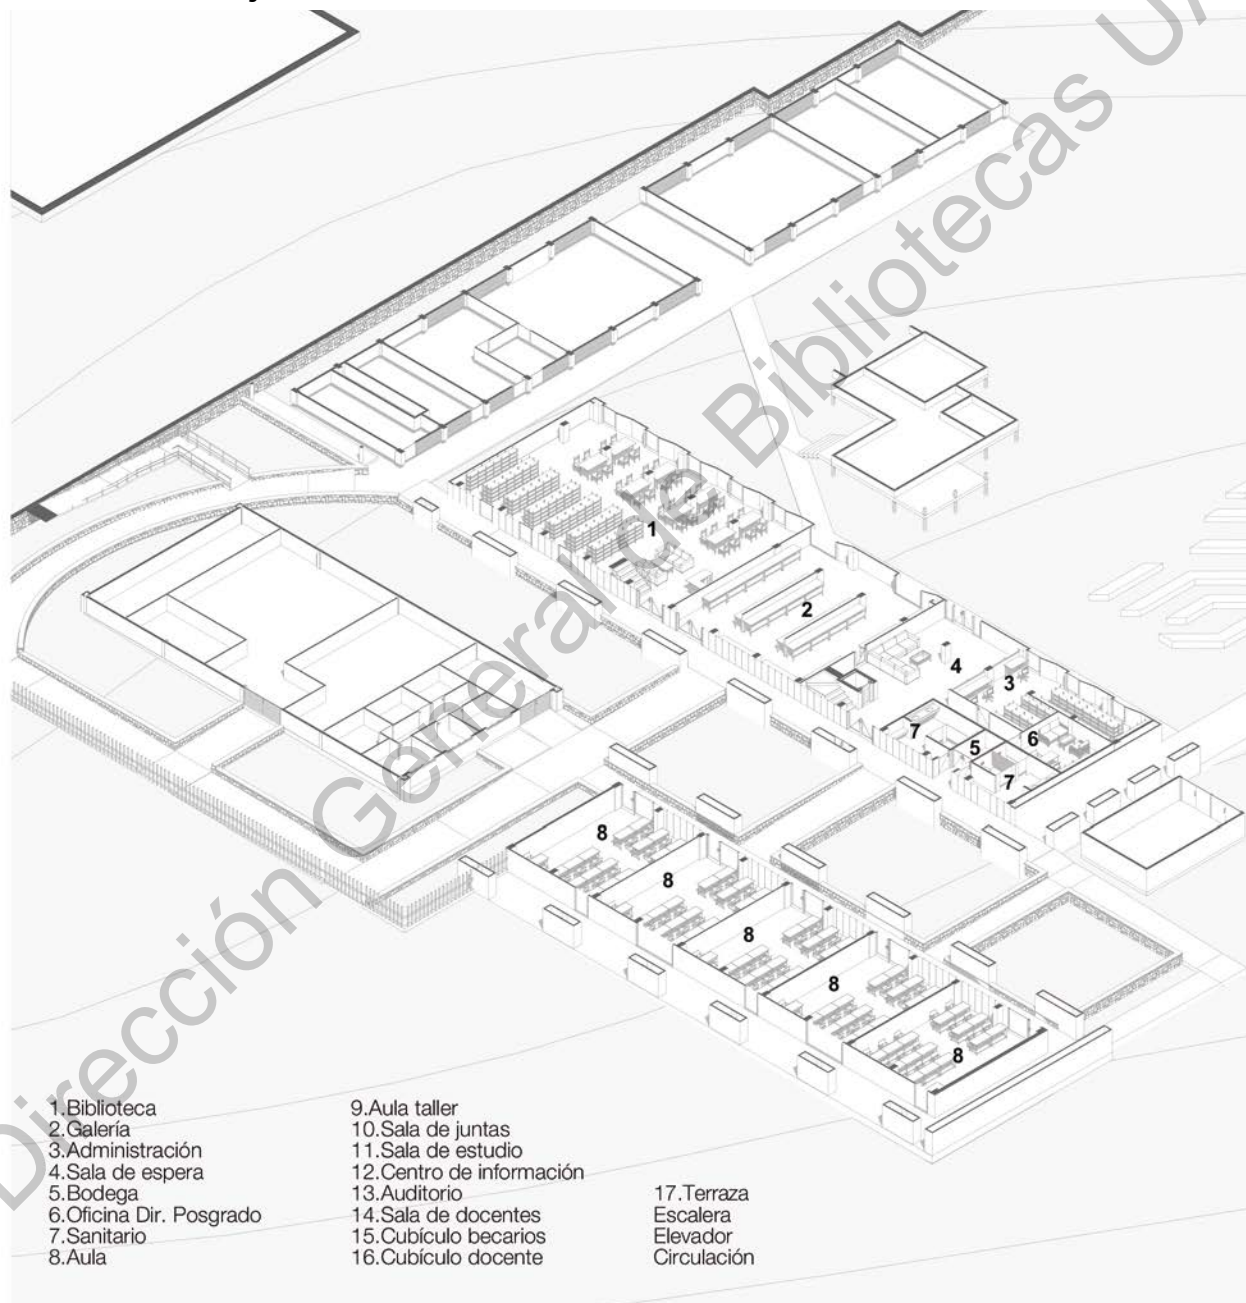 Dirección General de Bibliotecas UA
1
2
4
3
7
5
6
7
8
8
8
8
8
1.Biblioteca
2.Galería
3.Administración
4.Sala de espera
5.Bodega
6.Oficina Dir. Posgrado
7.Sanitario
8.Aula
9.Aula taller
10.Sala de juntas
11.Sala de estudio
12.Centro de información
13.Auditorio
14.Sala de docentes
15.Cubículo becarios
16.Cubículo docente
17.Terraza
Escalera
Elevador
Circulación